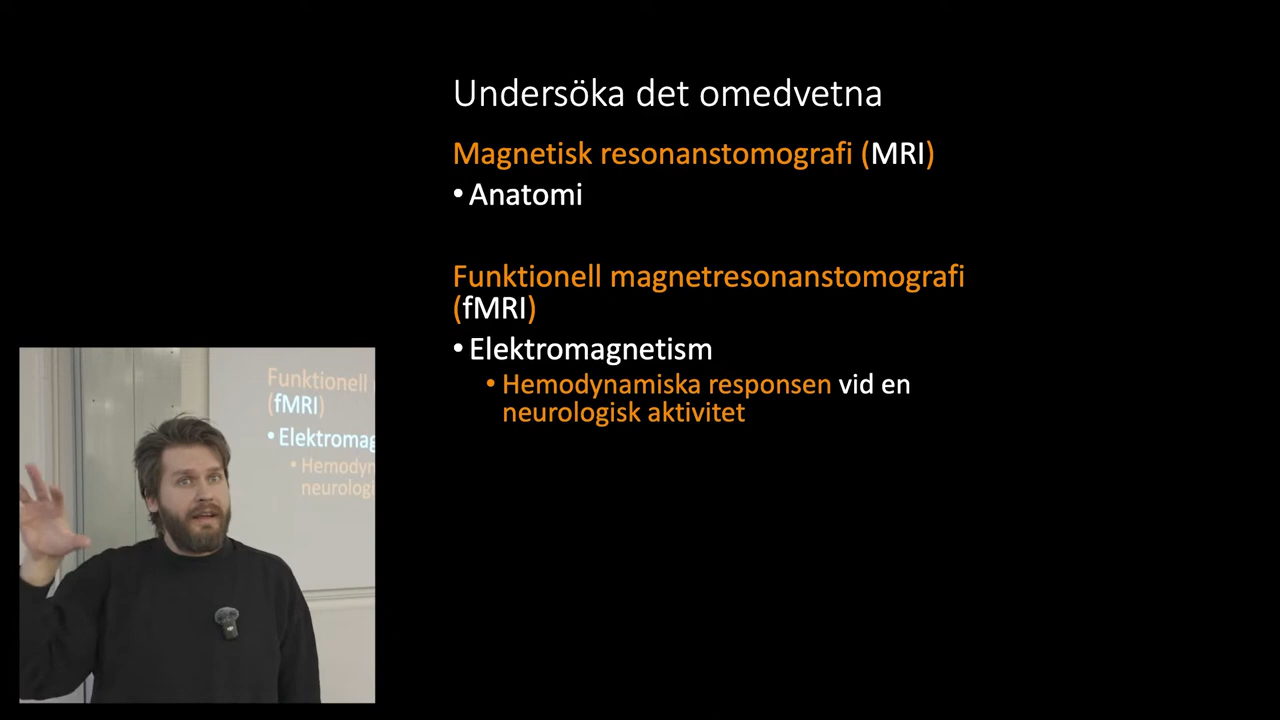 Undersöka det omedvetna
Magnetisk resonanstomografi (MRI)
• Anatomi
Funktionell magnetresonanstomografi
(fMRI)
• Elektromagnetism
• Hemodynamiska responsen vid en
neurologisk aktivitet
Funktionell
(fMRI)
• Elektromag
• Hemodyn
neurologi